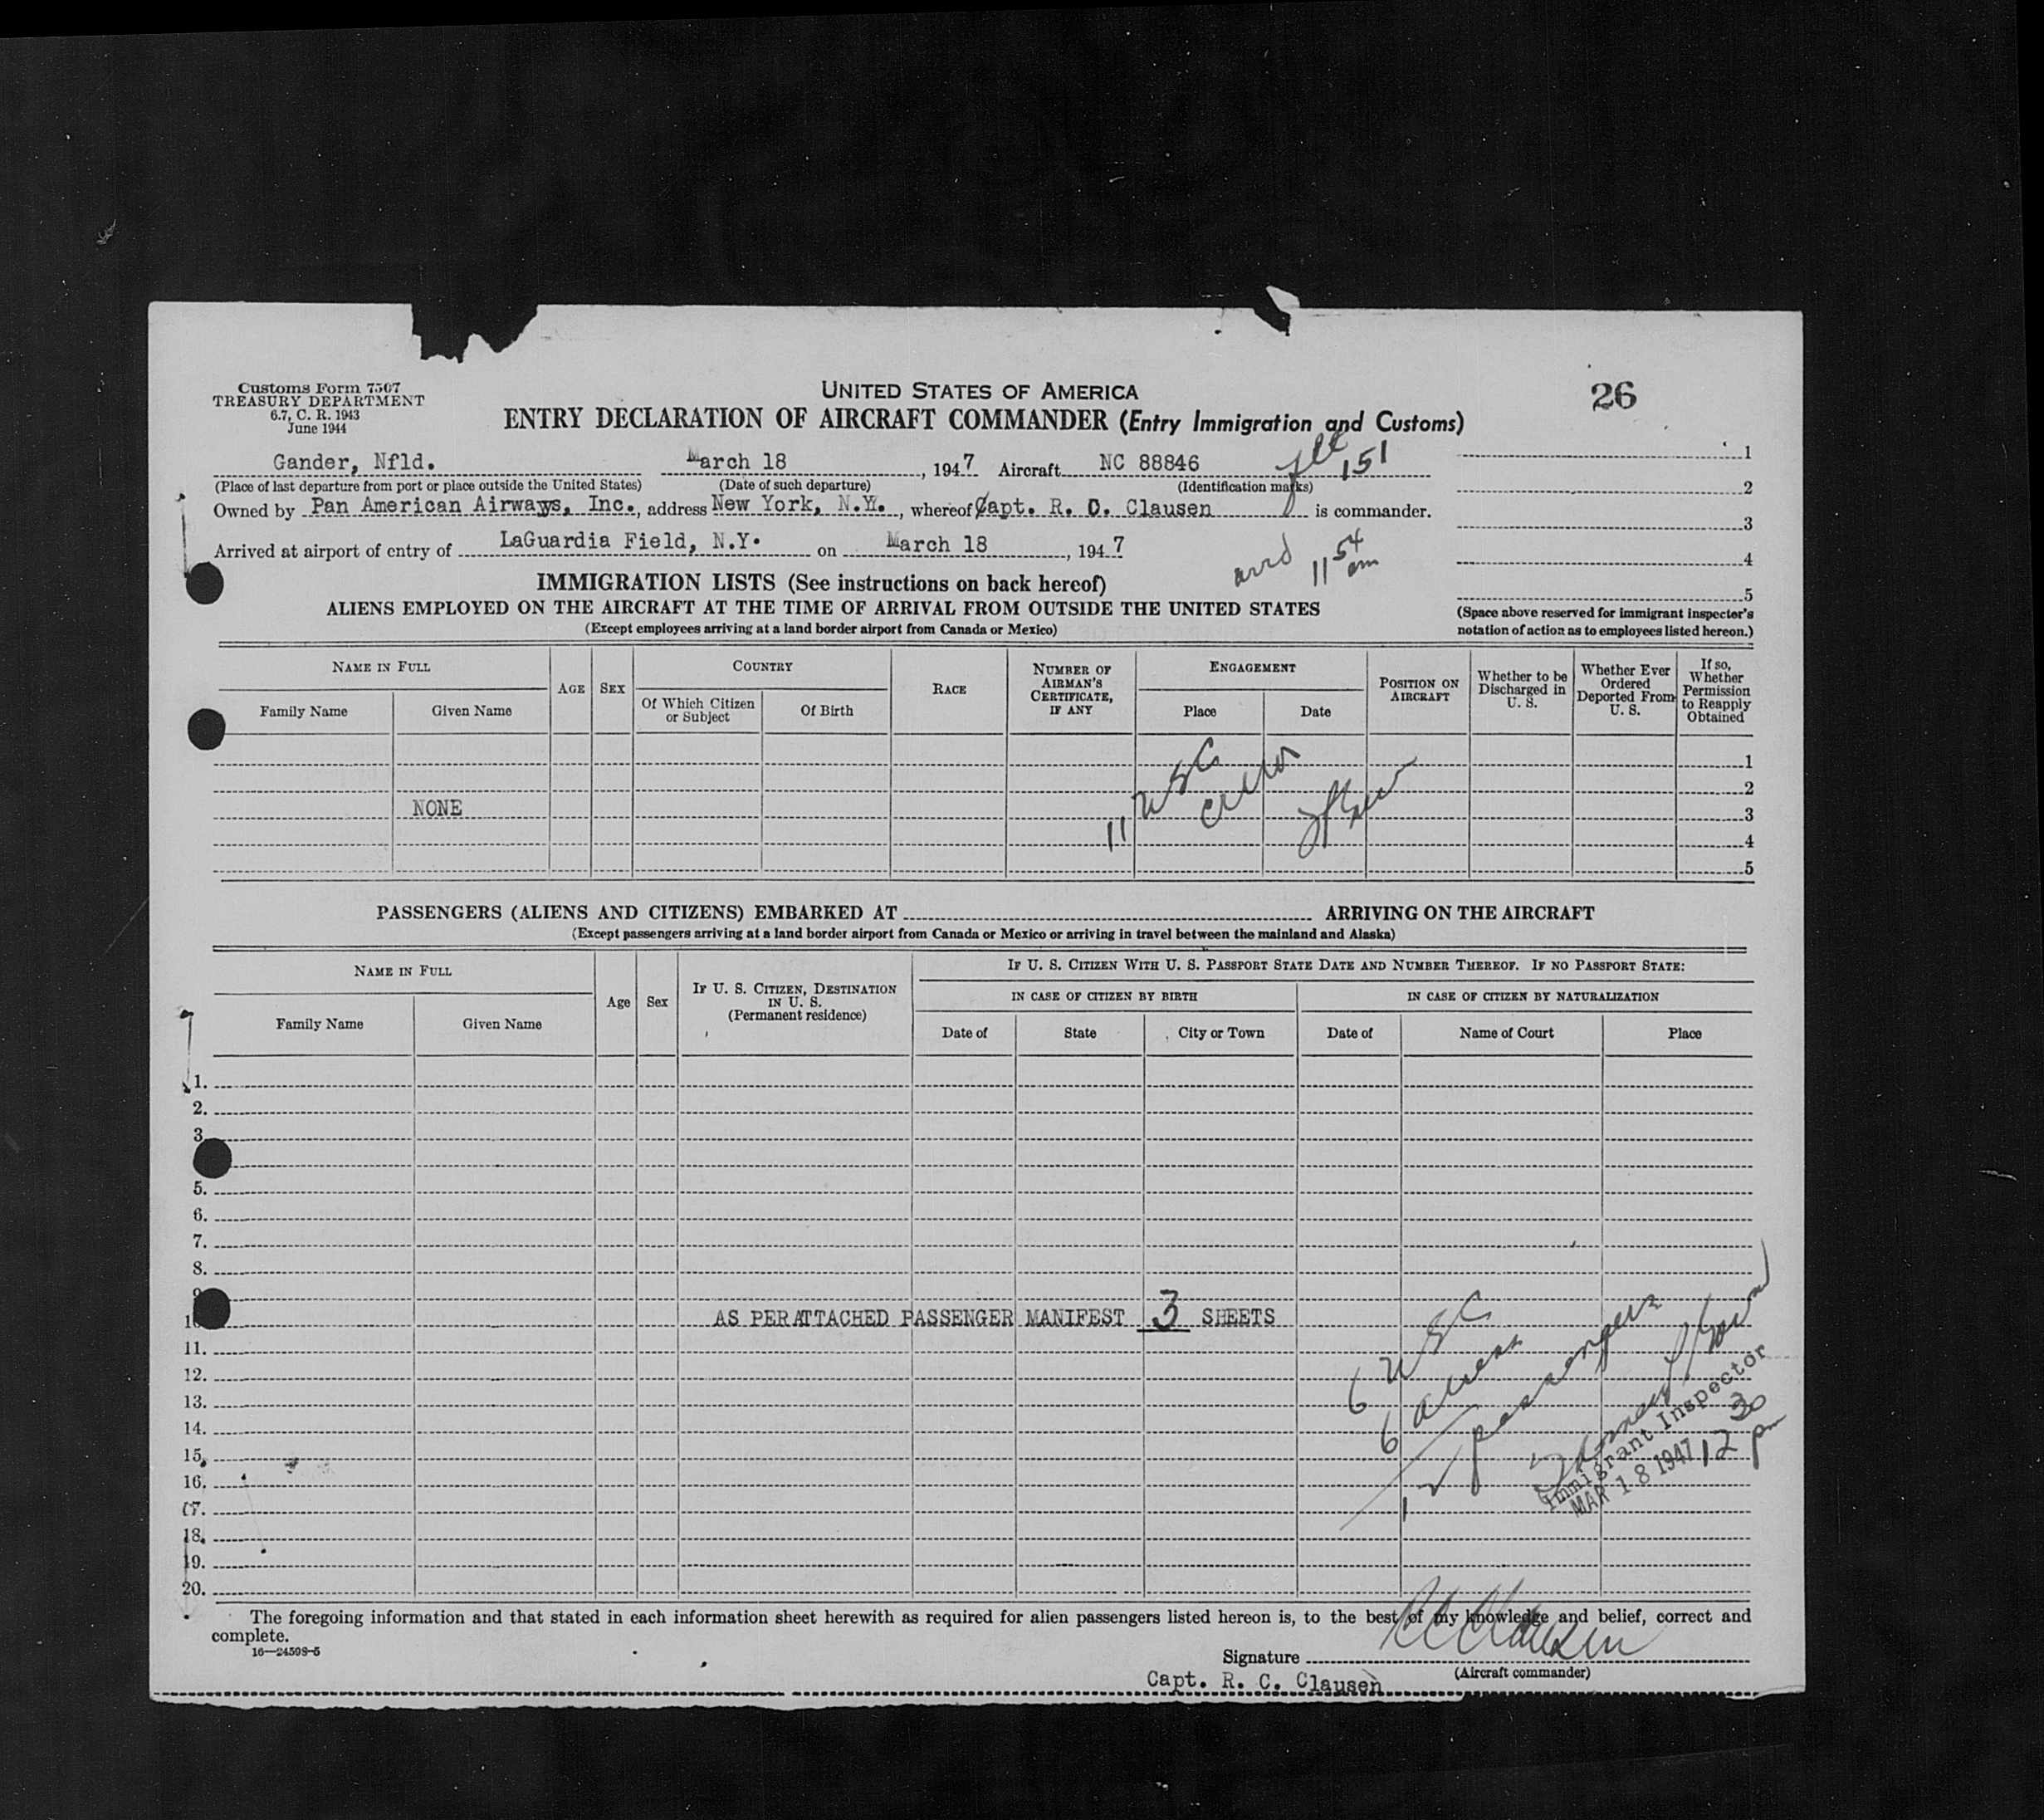 Customs Form 7507
TREASURY DEPARTMENT
6.7, C. R. 1943
June 1944
UNITED STATES OF AMERICA
ENTRY DECLARATION OF AIRCRAFT COMMANDER (Entry Immigration and Customs)
26
Gander, Nfld. March 18, 1947 Aircraft NC 88846 151
(Place of last departure from port or place outside the United States) (Date of such departure) (Identification marks)
Owned by Pan American Airways, Inc., address New York, N.Y., whereof Capt. R. C. Clausen is commander.
Arrived at airport of entry of LaGuardia Field, N.Y. on March 18, 1947
arrd 11 54 am
1
2
3
4
5
(Space above reserved for immigrant inspector's
notation of action as to employees listed hereon.)
IMMIGRATION LISTS (See instructions on back hereof)
ALIENS EMPLOYED ON THE AIRCRAFT AT THE TIME OF ARRIVAL FROM OUTSIDE THE UNITED STATES
(Except employees arriving at a land border airport from Canada or Mexico)
NAME IN FULL
Family Name
Given Name
AGE
SEX
COUNTRY
Of Which Citizen
or Subject
Of Birth
RACE
NUMBER OF
AIRMAN'S
CERTIFICATE,
IF ANY
ENGAGEMENT
Place
Date
POSITION ON
AIRCRAFT
Whether to be
Discharged in
U. S.
Whether Ever
Ordered
Deported From
U. S.
If so,
Whether
Permission
to Reapply
Obtained
1
2
NONE 3
4
5
11 USC
PASSENGERS (ALIENS AND CITIZENS) EMBARKED AT ARRIVING ON THE AIRCRAFT
(Except passengers arriving at a land border airport from Canada or Mexico or arriving in travel between the mainland and Alaska)
NAME IN FULL
Family Name
Given Name
Age
Sex
IF U. S. CITIZEN, DESTINATION
IN U. S.
(Permanent residence)
IF U. S. CITIZEN WITH U. S. PASSPORT STATE DATE AND NUMBER THEREOF. IF NO PASSPORT STATE:
IN CASE OF CITIZEN BY BIRTH
IN CASE OF CITIZEN BY NATURALIZATION
Date of
State
City or Town
Date of
Name of Court
Place
1.
2.
3.
5.
6.
7.
8.
AS PER ATTACHED PASSENGER MANIFEST 3 SHEETS
11.
12.
13.
14.
15.
16.
17.
18.
19.
20.
6 USC
6 aliens
12 passengers
Immigrant Inspector
MAR 18 1947 12 30 pm
The foregoing information and that stated in each information sheet herewith as required for alien passengers listed hereon is, to the best of my knowledge and belief, correct and
complete.
16—24598-5
Signature R C Clausen
(Aircraft commander)
Capt. R. C. Clausen